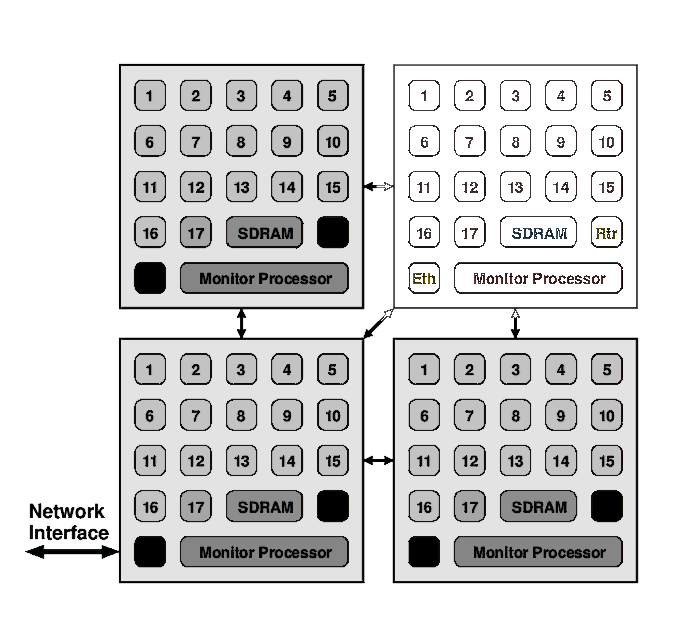 1 2 3 4 5
6 7 8 9 10
11 12 13 14 15
16 17 SDRAM
Monitor Processor
1 2 3 4 5
6 7 8 9 10
11 12 13 14 15
16 17 SDRAM Rtr
Eth Monitor Processor
1 2 3 4 5
6 7 8 9 10
11 12 13 14 15
16 17 SDRAM
Monitor Processor
1 2 3 4 5
6 7 8 9 10
11 12 13 14 15
16 17 SDRAM
Monitor Processor
Network
Interface